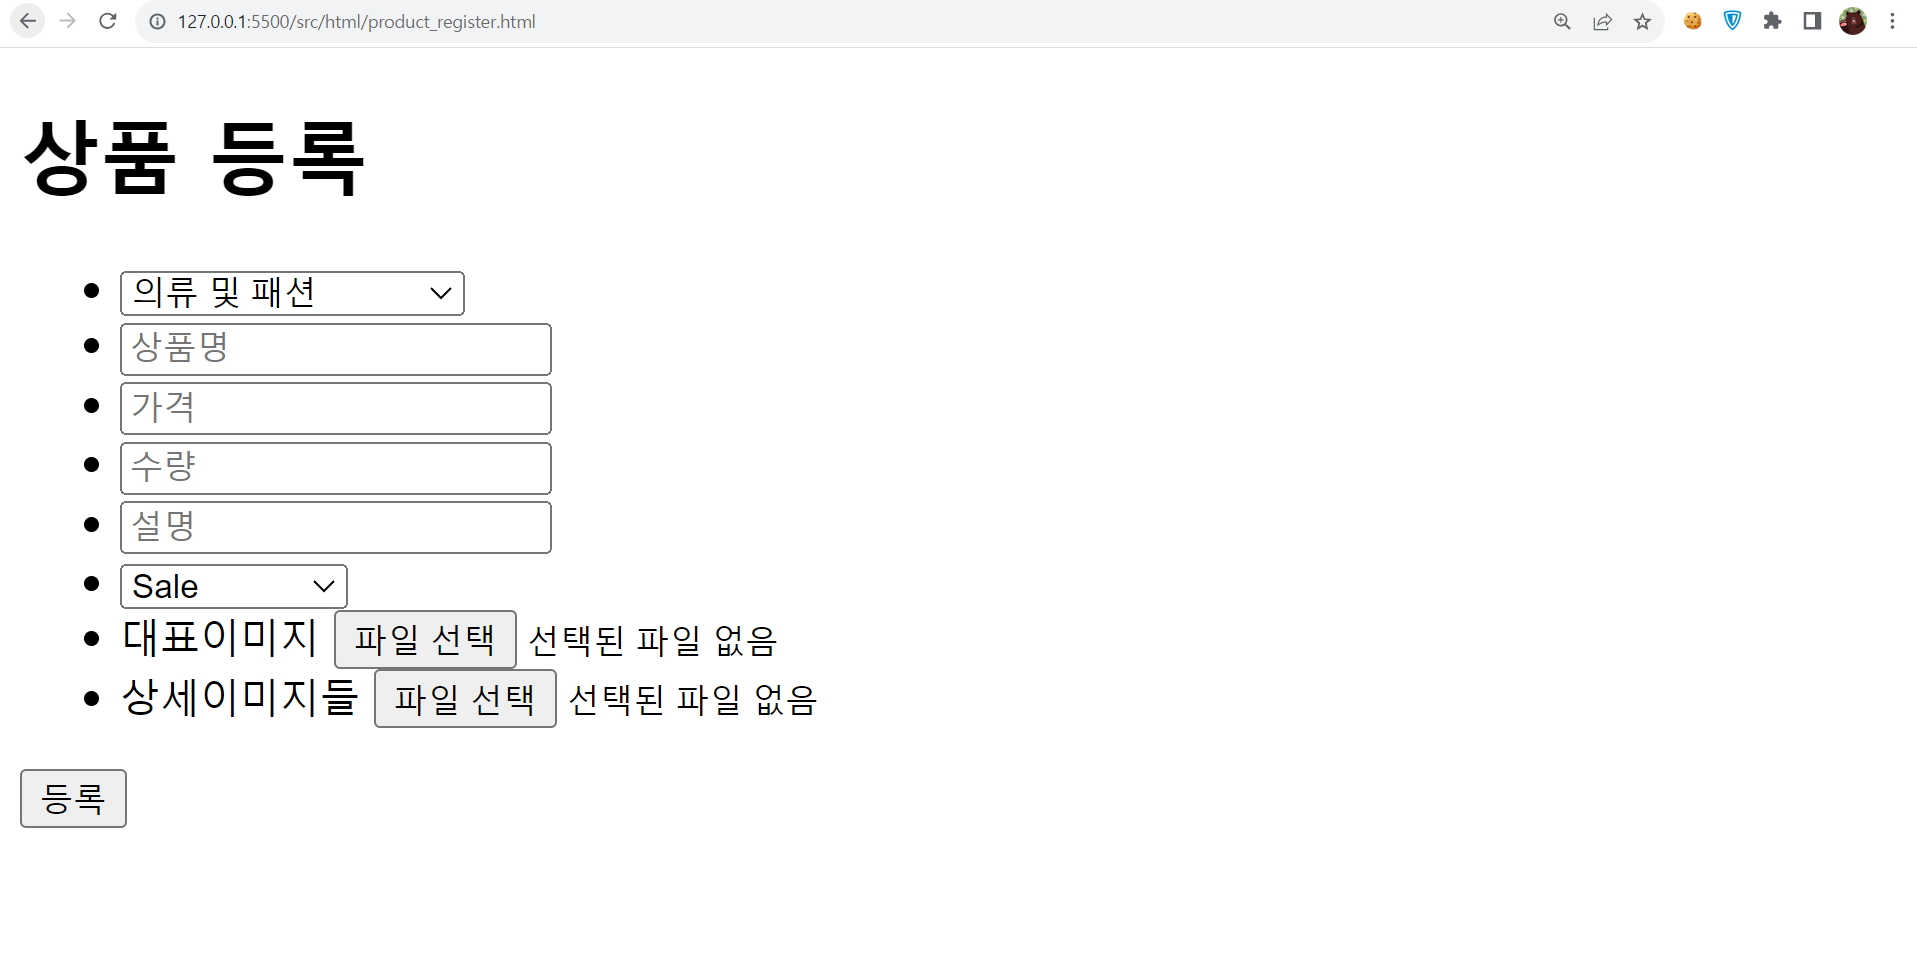 127.0.0.1:5500/src/html/product_register.html
상품 등록
의류 및 패션
상품명
가격
수량
설명
Sale
대표이미지 파일 선택 선택된 파일 없음
상세이미지들 파일 선택 선택된 파일 없음
등록